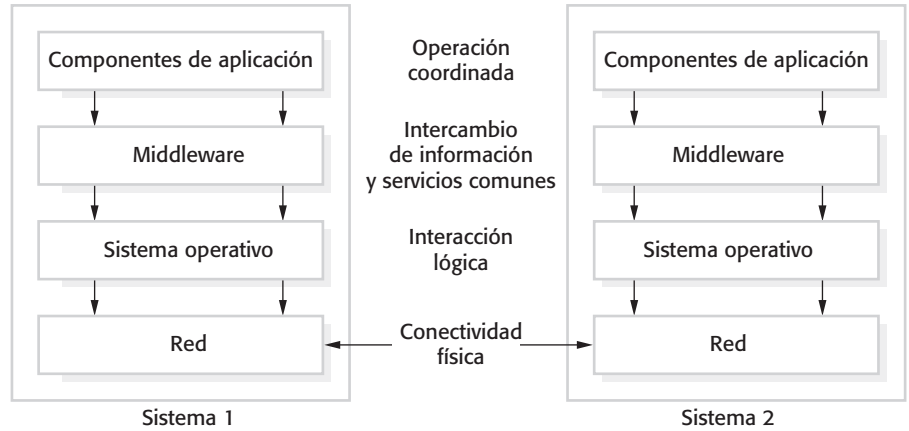 Componentes de aplicación
Middleware
Sistema operativo
Red
Sistema 1
Operación
coordinada
Intercambio
de información
y servicios comunes
Interacción
lógica
Conectividad
física
Componentes de aplicación
Middleware
Sistema operativo
Red
Sistema 2